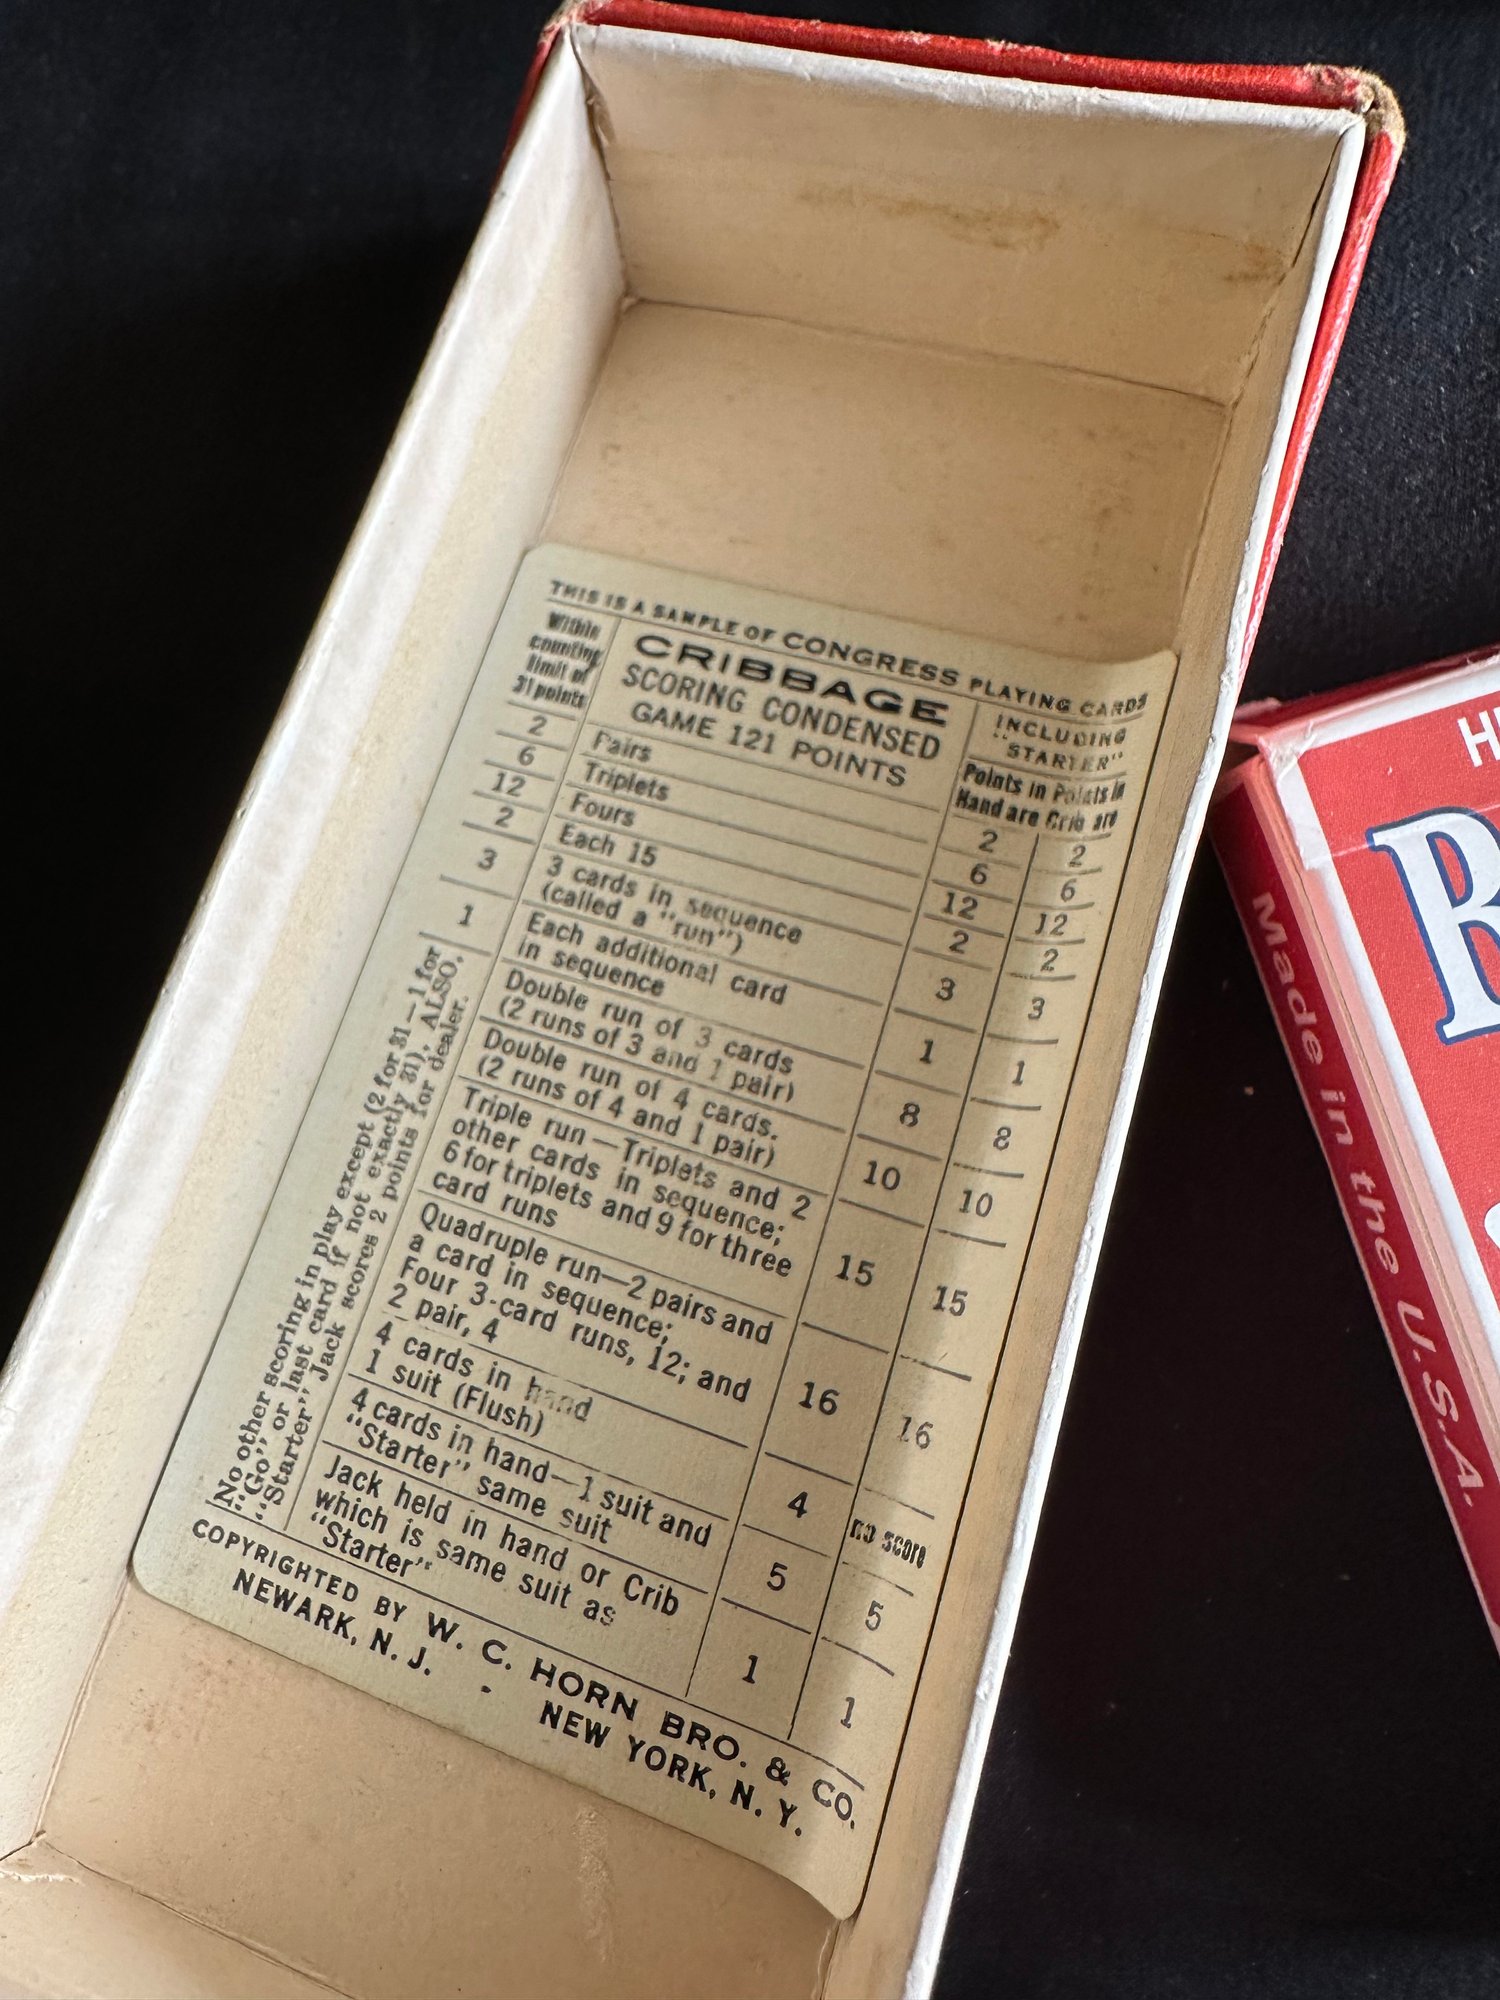 THIS IS A SAMPLE OF CONGRESS PLAYING CARDS
Within
counting
limit of
31 points
CRIBBAGE
SCORING CONDENSED
GAME 121 POINTS
INCLUDING
"STARTER"
Points in Points in
Hand are Crib are
2 Pairs 2 2
6 Triplets 6 6
12 Fours 12 12
2 Each 15 2 2
3 3 cards in sequence 3 3
(called a "run")
1 Each additional card 1 1
in sequence
Double run of 3 cards 8 8
(2 runs of 3 and 1 pair)
Double run of 4 cards. 10 10
(2 runs of 4 and 1 pair)
Triple run—Triplets and 2
other cards in sequence;
6 for triplets and 9 for three 15 15
card runs
Quadruple run—2 pairs and
a card in sequence;
Four 3-card runs, 12; and 16 16
2 pair, 4
4 cards in hand 4 no score
1 suit (Flush)
4 cards in hand—1 suit and 5 5
"Starter" same suit
Jack held in hand or Crib 1 1
which is same suit as
"Starter"
No other scoring in play except (2 for 31—1 for
"Go", or last card if not exactly 31), ALSO,
"Starter," Jack scores 2 points for dealer.
COPYRIGHTED BY W. C. HORN BRO. & CO.
NEWARK, N. J. NEW YORK, N. Y.
Made in the U.S.A.